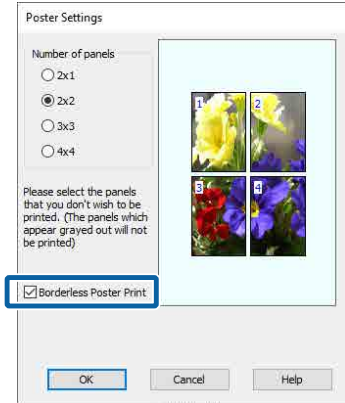 Poster Settings
Number of panels
2x1
2x2
3x3
4x4
1
2
3
4
Please select the panels
that you don't wish to be
printed. (The panels which
appear grayed out will not
be printed)
Borderless Poster Print
OK
Cancel
Help